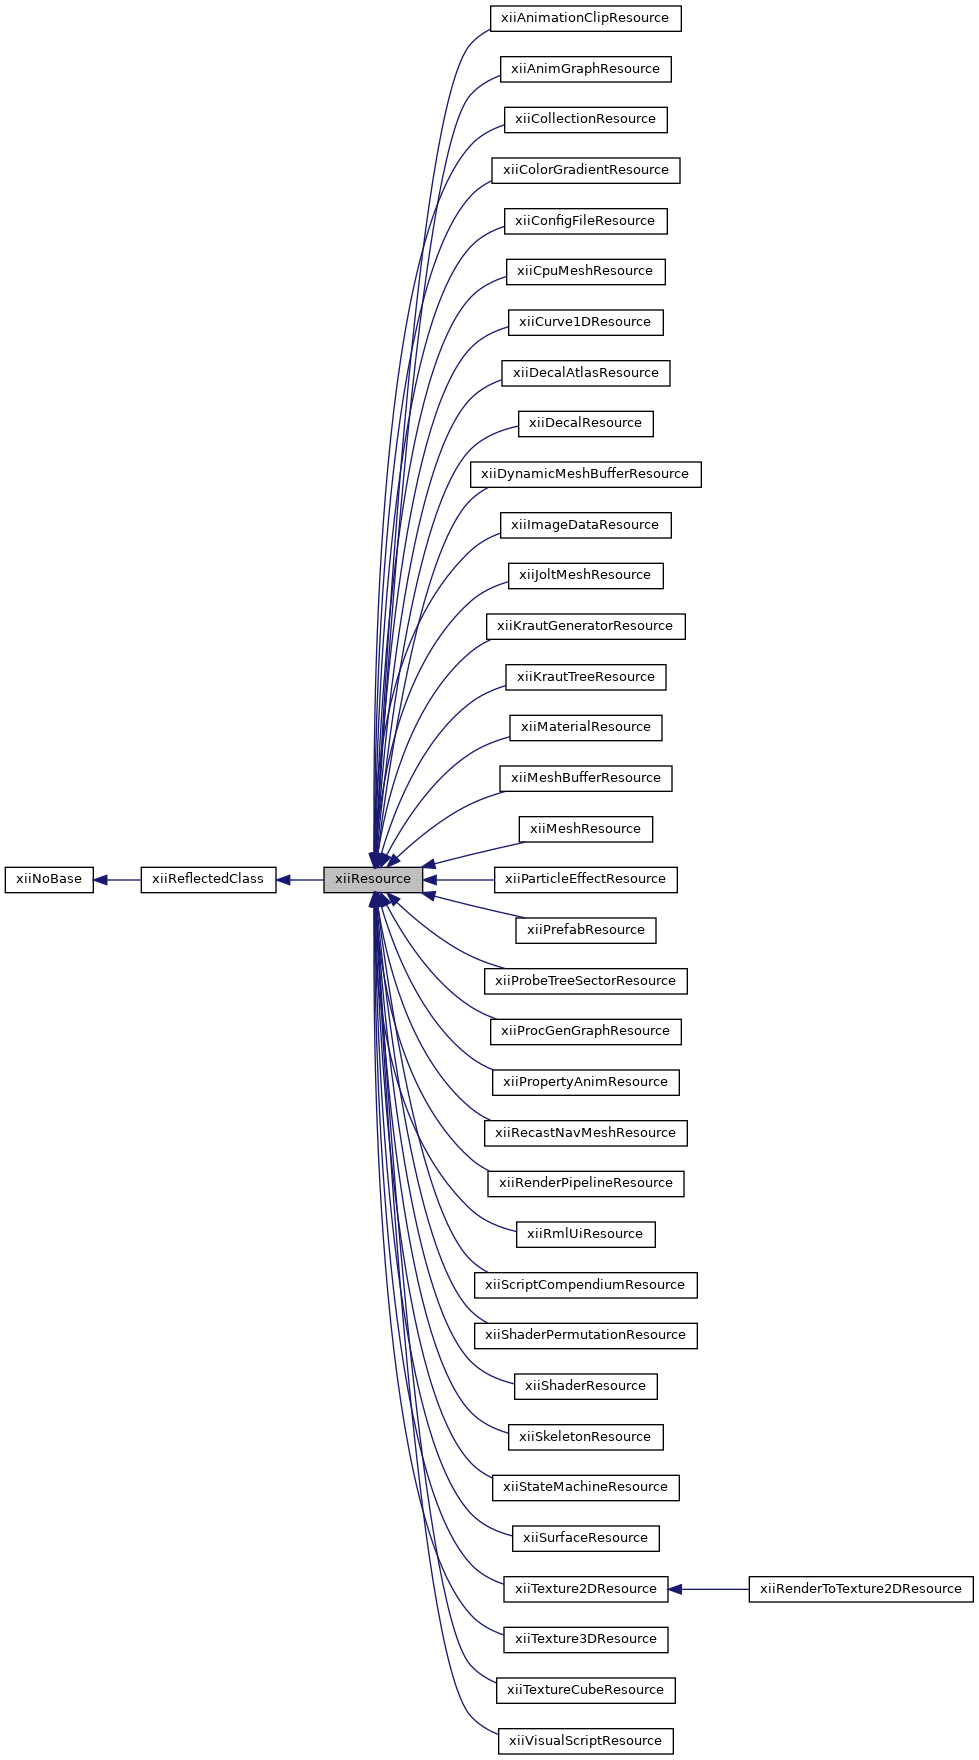 xiiAnimationClipResource
xiiAnimGraphResource
xiiCollectionResource
xiiColorGradientResource
xiiConfigFileResource
xiiCpuMeshResource
xiiCurve1DResource
xiiDecalAtlasResource
xiiDecalResource
xiiDynamicMeshBufferResource
xiiImageDataResource
xiiJoltMeshResource
xiiKrautGeneratorResource
xiiKrautTreeResource
xiiMaterialResource
xiiMeshBufferResource
xiiMeshResource
xiiNoBase xiiReflectedClass xiiResource xiiParticleEffectResource
xiiPrefabResource
xiiProbeTreeSectorResource
xiiProcGenGraphResource
xiiPropertyAnimResource
xiiRecastNavMeshResource
xiiRenderPipelineResource
xiiRmlUiResource
xiiScriptCompendiumResource
xiiShaderPermutationResource
xiiShaderResource
xiiSkeletonResource
xiiStateMachineResource
xiiSurfaceResource
xiiTexture2DResource xiiRenderToTexture2DResource
xiiTexture3DResource
xiiTextureCubeResource
xiiVisualScriptResource